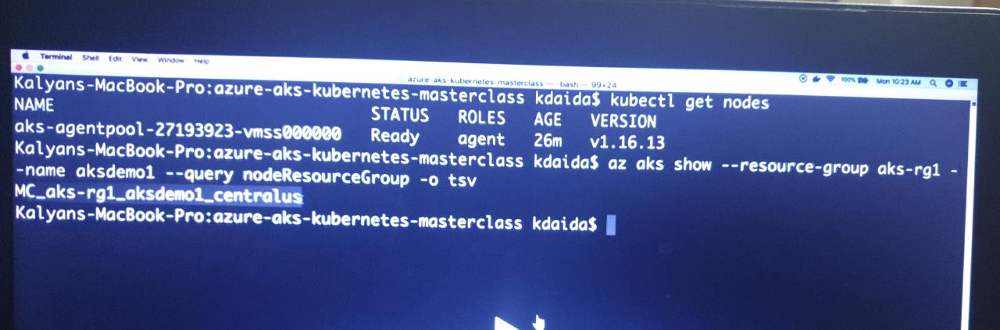 Terminal Shell Edit View Window Help 100% Mon 10:23 AM
azure-aks-kubernetes-masterclass — -bash — 99×24
Kalyans-MacBook-Pro:azure-aks-kubernetes-masterclass kdaida$ kubectl get nodes
NAME STATUS ROLES AGE VERSION
aks-agentpool-27193923-vmss000000 Ready agent 26m v1.16.13
Kalyans-MacBook-Pro:azure-aks-kubernetes-masterclass kdaida$ az aks show --resource-group aks-rg1 -
-name aksdemo1 --query nodeResourceGroup -o tsv
MC_aks-rg1_aksdemo1_centralus
Kalyans-MacBook-Pro:azure-aks-kubernetes-masterclass kdaida$